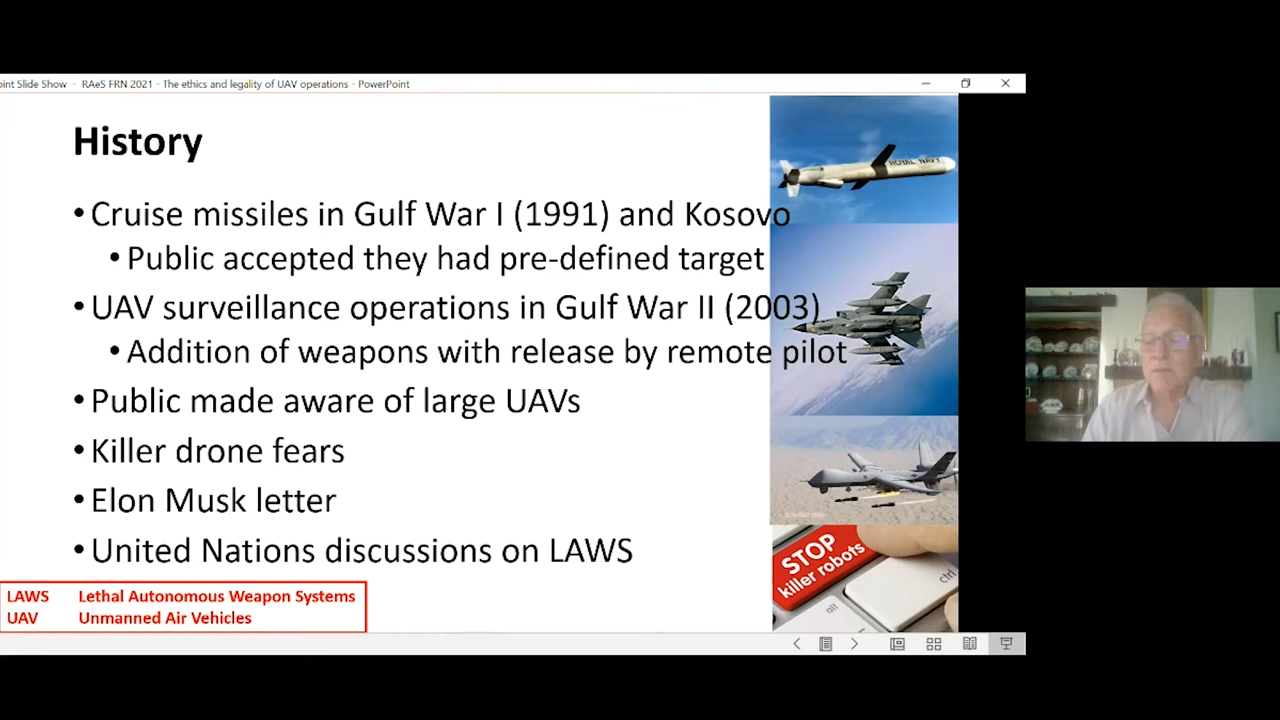 oint Slide Show - RAeS FRN 2021 - The ethics and legality of UAV operations - PowerPoint
History
• Cruise missiles in Gulf War I (1991) and Kosovo
• Public accepted they had pre-defined target
• UAV surveillance operations in Gulf War II (2003)
• Addition of weapons with release by remote pilot
• Public made aware of large UAVs
• Killer drone fears
• Elon Musk letter
• United Nations discussions on LAWS
LAWS Lethal Autonomous Weapon Systems
UAV Unmanned Air Vehicles
ROYAL NAVY
STOP
killer robots
alt
ctrl